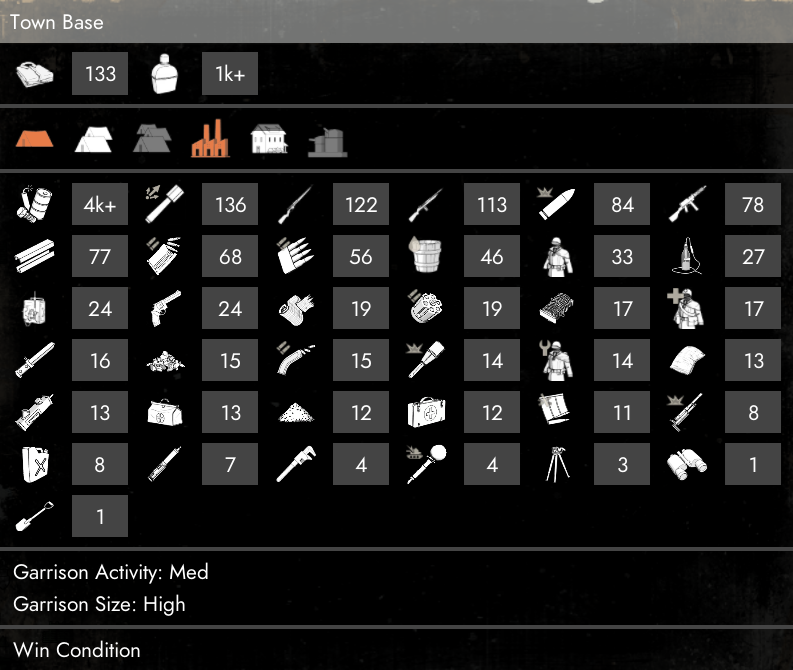 Town Base
133 1k+
4k+ 136 122 113 84 78
77 68 56 46 33 27
24 24 19 19 17 17
16 15 15 14 14 13
13 13 12 12 11 8
8 7 4 4 3 1
1
Garrison Activity: Med
Garrison Size: High
Win Condition